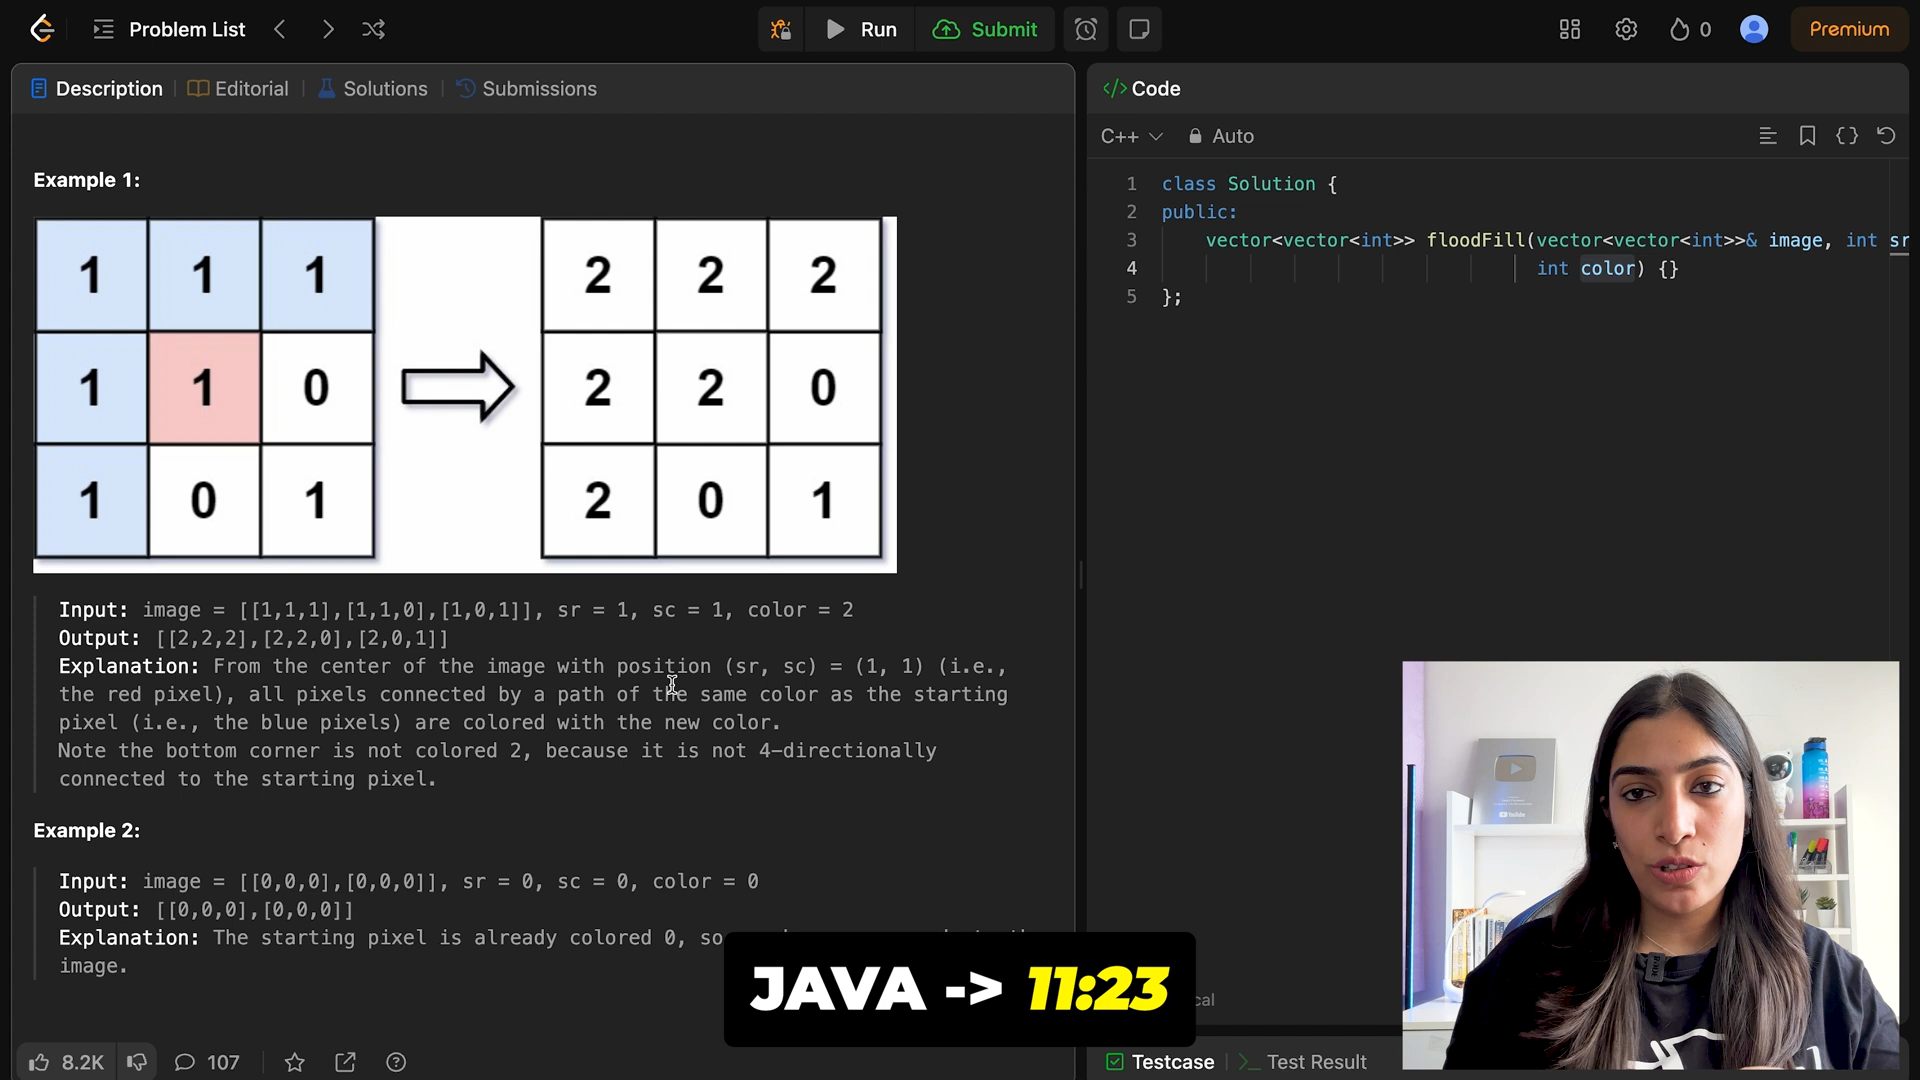 Problem List
Run
Submit
0
Premium
Description
Editorial
Solutions
Submissions
Code
C++
Auto
Example 1:
1 1 1 2 2 2
1 1 0 2 2 0
1 0 1 2 0 1
Input: image = [[1,1,1],[1,1,0],[1,0,1]], sr = 1, sc = 1, color = 2
Output: [[2,2,2],[2,2,0],[2,0,1]]
Explanation: From the center of the image with position (sr, sc) = (1, 1) (i.e.,
the red pixel), all pixels connected by a path of the same color as the starting
pixel (i.e., the blue pixels) are colored with the new color.
Note the bottom corner is not colored 2, because it is not 4-directionally
connected to the starting pixel.
Example 2:
Input: image = [[0,0,0],[0,0,0]], sr = 0, sc = 0, color = 0
Output: [[0,0,0],[0,0,0]]
Explanation: The starting pixel is already colored 0, so
image.
8.2K
107
1 class Solution {
2 public:
3 vector<vector<int>> floodFill(vector<vector<int>>& image, int sr
4 int color) {}
5 };
JAVA -> 11:23
YouTube
Testcase
Test Result